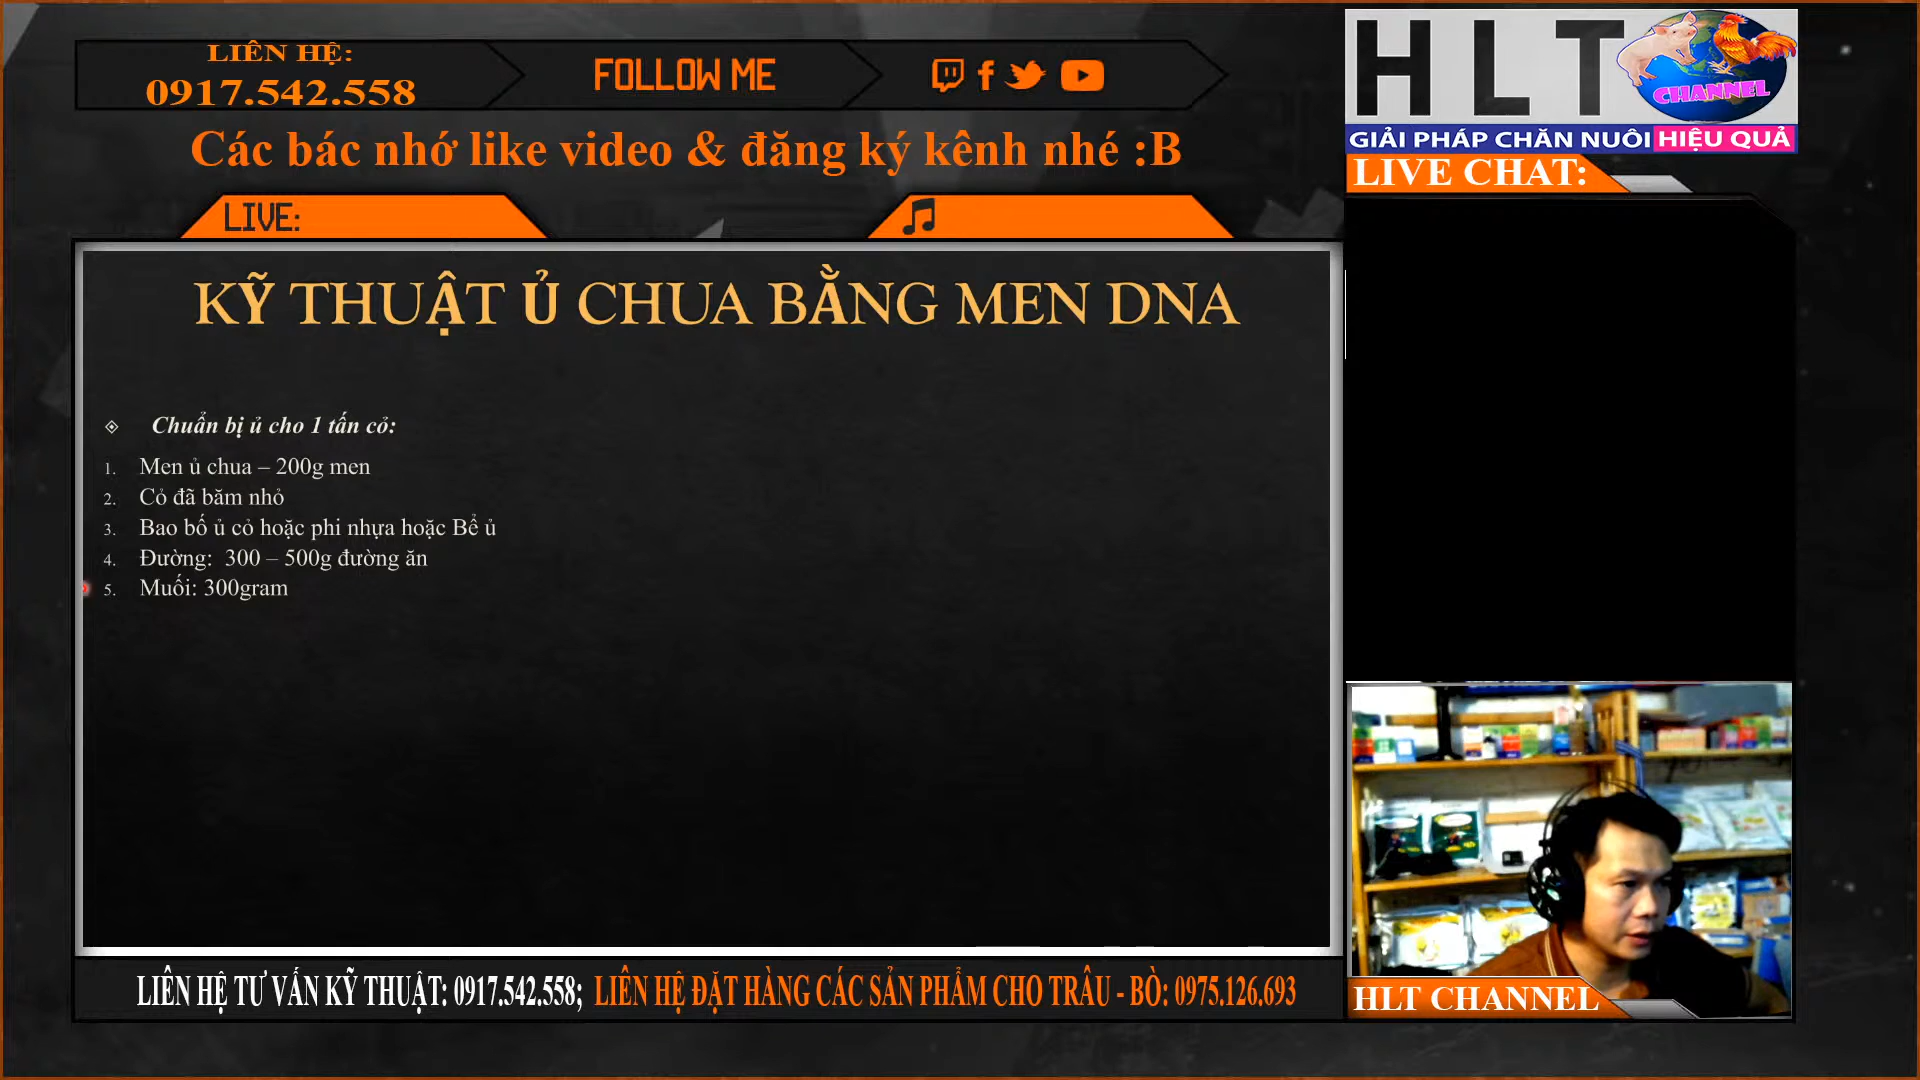 LIÊN HỆ:
0917.542.558
FOLLOW ME
Các bác nhớ like video & đăng ký kênh nhé :B
HLT
CHANNEL
GIẢI PHÁP CHĂN NUÔI HIỆU QUẢ
LIVE CHAT:
LIVE:
KỸ THUẬT Ủ CHUA BẰNG MEN DNA
Chuẩn bị ủ cho 1 tấn cỏ:
1. Men ủ chua – 200g men
2. Cỏ đã băm nhỏ
3. Bao bố ủ cỏ hoặc phi nhựa hoặc Bể ủ
4. Đường: 300 – 500g đường ăn
5. Muối: 300gram
LIÊN HỆ TƯ VẤN KỸ THUẬT: 0917.542.558; LIÊN HỆ ĐẶT HÀNG CÁC SẢN PHẨM CHO TRÂU - BÒ: 0975.126.693
HLT CHANNEL